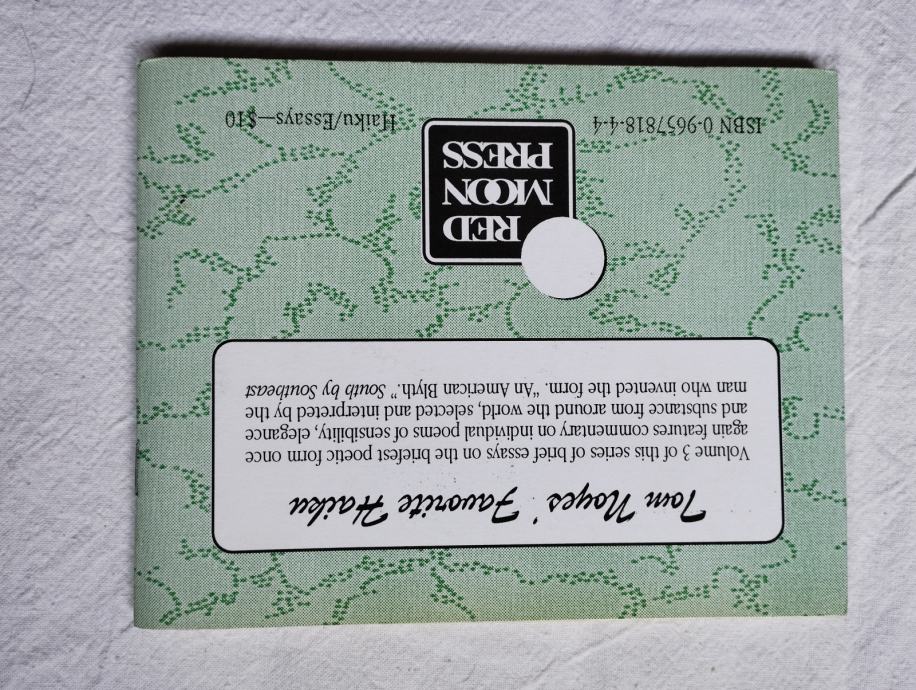 Tom Noyes' Favorite Haiku
Volume 3 of this series of brief essays on the briefest poetic form once
again features commentary on individual poems of sensibility, elegance
and substance from around the world, selected and interpreted by the
man who invented the form. "An American Blyth." South by Southeast
RED
MOON
PRESS
ISBN 0-9657818-4-4
Haiku/Essays—$10